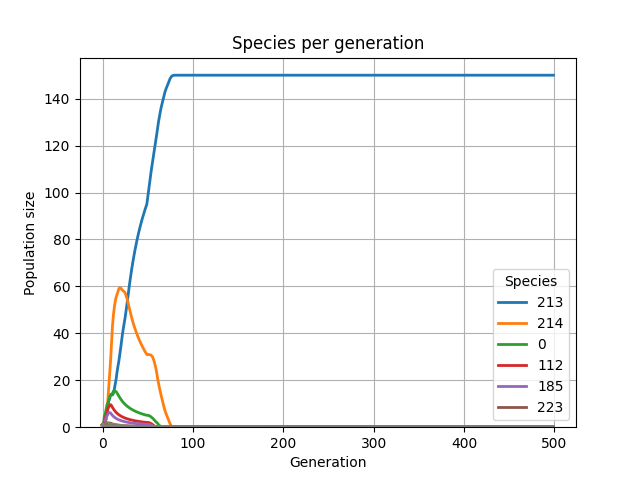 Species per generation
Population size
140
120
100
80
60
40
20
0
0 100 200 300 400 500
Generation
Species
213
214
0
112
185
223